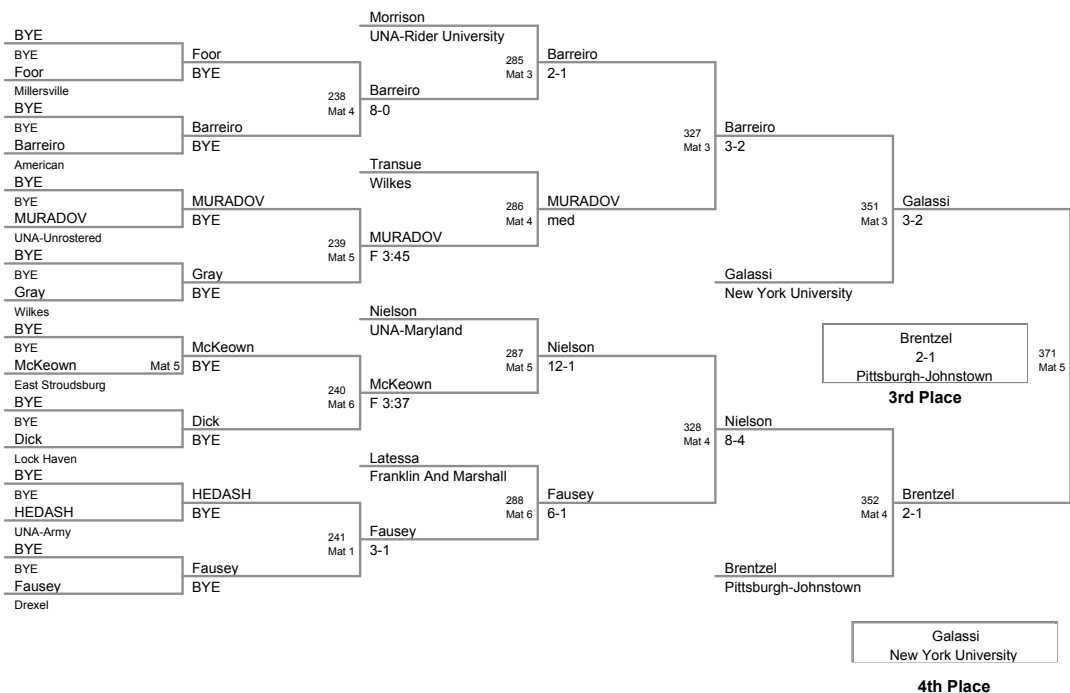 BYE
BYE
Foor
Millersville
BYE
BYE
Barreiro
American
BYE
BYE
MURADOV
UNA-Unrostered
BYE
BYE
Gray
Wilkes
BYE
BYE
McKeown
East Stroudsburg
BYE
BYE
Dick
Lock Haven
BYE
BYE
HEDASH
UNA-Army
BYE
BYE
Fausey
Drexel
Foor
BYE
Barreiro
BYE
MURADOV
BYE
Gray
BYE
McKeown
Mat 5
BYE
Dick
BYE
HEDASH
BYE
Fausey
BYE
Morrison
UNA-Rider University
238
Mat 4
Barreiro
8-0
Transue
Wilkes
239
Mat 5
MURADOV
F 3:45
Nielson
UNA-Maryland
240
Mat 6
McKeown
F 3:37
Latessa
Franklin And Marshall
241
Mat 1
Fausey
3-1
285
Mat 3
Barreiro
2-1
286
Mat 4
MURADOV
med
287
Mat 5
Nielson
12-1
288
Mat 6
Fausey
6-1
327
Mat 3
Barreiro
3-2
Galassi
New York University
328
Mat 4
Nielson
8-4
Brentzel
Pittsburgh-Johnstown
351
Mat 3
Galassi
3-2
352
Mat 4
Brentzel
2-1
Brentzel
2-1
Pittsburgh-Johnstown
371
Mat 5
3rd Place
Galassi
New York University
4th Place